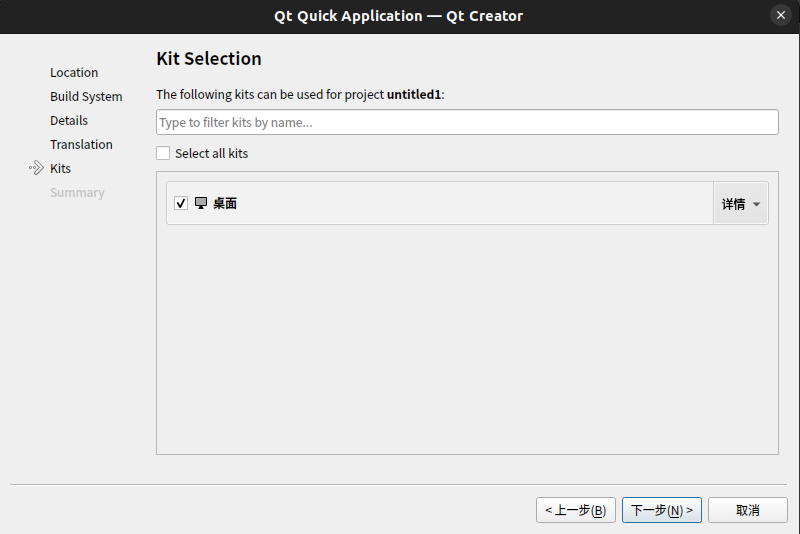 Qt Quick Application — Qt Creator
Location
Build System
Details
Translation
Kits
Summary
Kit Selection
The following kits can be used for project untitled1:
Type to filter kits by name...
Select all kits
桌面
详情
< 上一步(B)
下一步(N) >
取消